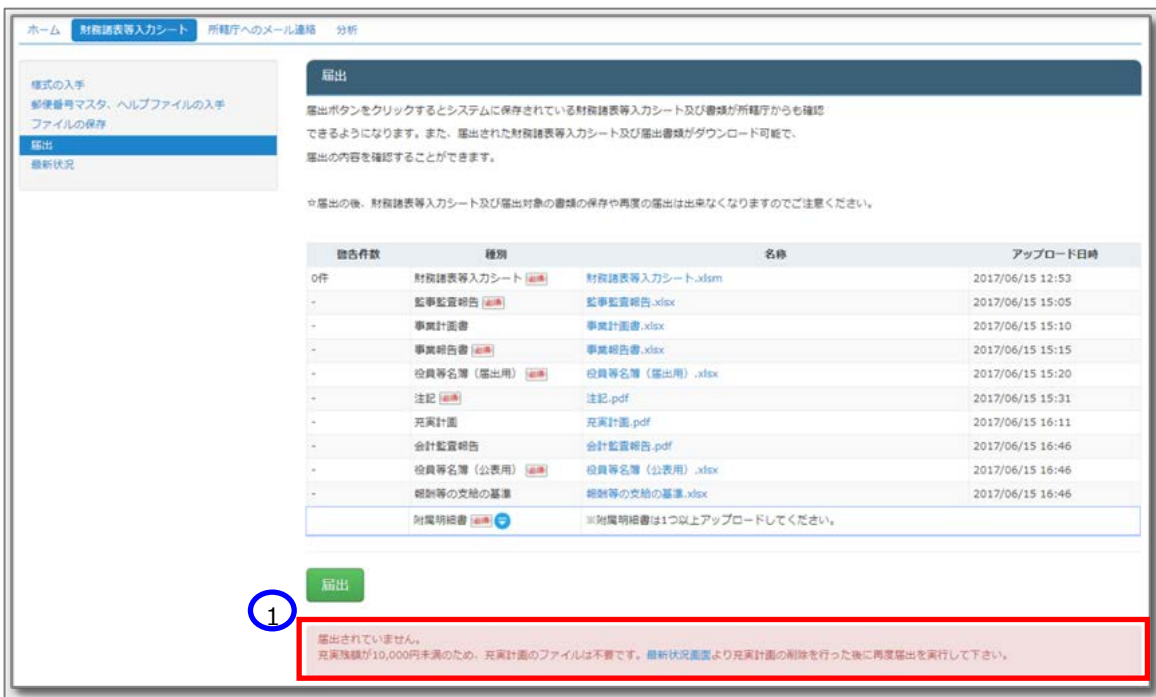 ホーム 財務諸表等入力シート 所轄庁へのメール連絡 分析
様式の入手
郵便番号マスタ、ヘルプファイルの入手
ファイルの保存
届出
最新状況
届出
届出ボタンをクリックするとシステムに保存されている財務諸表等入力シート及び書類が所轄庁からも確認
できるようになります。また、届出された財務諸表等入力シート及び届出書類がダウンロード可能で、
届出の内容を確認することができます。
☆届出の後、財務諸表等入力シート及び届出対象の書類の保存や再度の届出は出来なくなりますのでご注意ください。
警告件数 種別 名称 アップロード日時
0件 財務諸表等入力シート 必須 財務諸表等入力シート.xlsm 2017/06/15 12:53
- 監事監査報告 必須 監事監査報告.xlsx 2017/06/15 15:05
- 事業計画書 事業計画書.xlsx 2017/06/15 15:10
- 事業報告書 必須 事業報告書.xlsx 2017/06/15 15:15
- 役員等名簿（届出用） 必須 役員等名簿（届出用）.xlsx 2017/06/15 15:20
- 注記 必須 注記.pdf 2017/06/15 15:31
- 充実計画 充実計画.pdf 2017/06/15 16:11
- 会計監査報告 会計監査報告.pdf 2017/06/15 16:46
- 役員等名簿（公表用） 必須 役員等名簿（公表用）.xlsx 2017/06/15 16:46
- 報酬等の支給の基準 報酬等の支給の基準.xlsx 2017/06/15 16:46
附属明細書 必須 ※附属明細書は1つ以上アップロードしてください。
届出
1
届出されていません。
充実残額が10,000円未満のため、充実計画のファイルは不要です。最新状況画面より充実計画の削除を行った後に再度届出を実行して下さい。